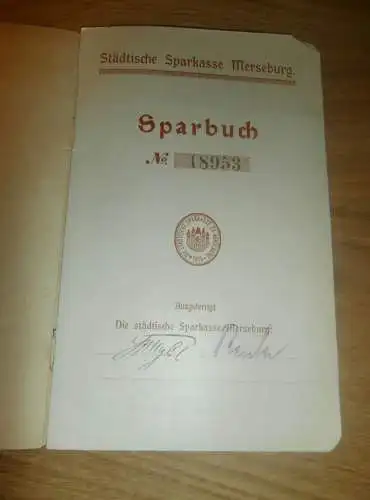 Städtische Sparkasse Merseburg.
Sparbuch
No 18953
Ausgefertigt
Die städtische Sparkasse Merseburg: